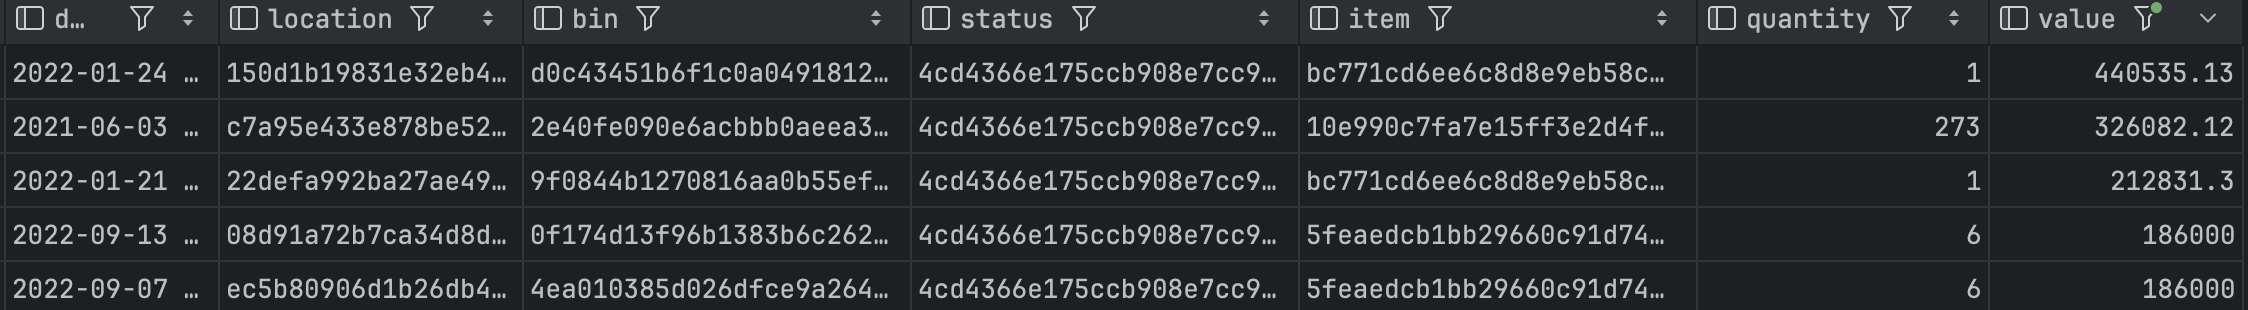 d… location bin status item quantity value
2022-01-24 … 150d1b19831e32eb4… d0c43451b6f1c0a0491812… 4cd4366e175ccb908e7cc9… bc771cd6ee6c8d8e9eb58c… 1 440535.13
2021-06-03 … c7a95e433e878be52… 2e40fe090e6acbbb0aeea3… 4cd4366e175ccb908e7cc9… 10e990c7fa7e15ff3e2d4f… 273 326082.12
2022-01-21 … 22defa992ba27ae49… 9f0844b1270816aa0b55ef… 4cd4366e175ccb908e7cc9… bc771cd6ee6c8d8e9eb58c… 1 212831.3
2022-09-13 … 08d91a72b7ca34d8d… 0f174d13f96b1383b6c262… 4cd4366e175ccb908e7cc9… 5feaedcb1bb29660c91d74… 6 186000
2022-09-07 … ec5b80906d1b26db4… 4ea010385d026dfce9a264… 4cd4366e175ccb908e7cc9… 5feaedcb1bb29660c91d74… 6 186000